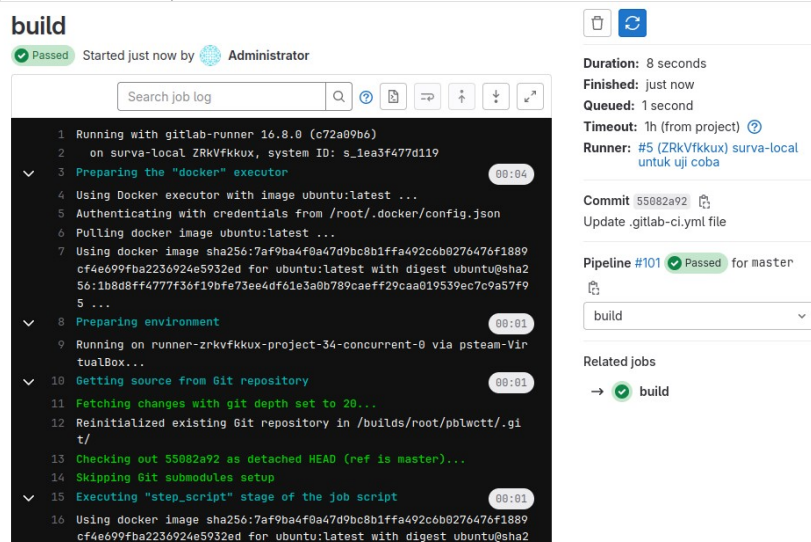 build
Passed Started just now by Administrator
Search job log
1 Running with gitlab-runner 16.8.0 (c72a09b6)
2 on surva-local ZRkVfkkux, system ID: s_1ea3f477d119
3 Preparing the "docker" executor 00:04
4 Using Docker executor with image ubuntu:latest ...
5 Authenticating with credentials from /root/.docker/config.json
6 Pulling docker image ubuntu:latest ...
7 Using docker image sha256:7af9ba4f0a47d9bc8b1ffa492c6b0276476f1889
cf4e699fba2236924e5932ed for ubuntu:latest with digest ubuntu@sha2
56:1b8d8ff4777f36f19bfe73ee4df61e3a0b789caeff29caa019539ec7c9a57f9
5 ...
8 Preparing environment 00:01
9 Running on runner-zrkvfkkux-project-34-concurrent-0 via psteam-Vir
tualBox...
10 Getting source from Git repository 00:01
11 Fetching changes with git depth set to 20...
12 Reinitialized existing Git repository in /builds/root/pblwctt/.gi
t/
13 Checking out 55082a92 as detached HEAD (ref is master)...
14 Skipping Git submodules setup
15 Executing "step_script" stage of the job script 00:01
16 Using docker image sha256:7af9ba4f0a47d9bc8b1ffa492c6b0276476f1889
cf4e699fba2236924e5932ed for ubuntu:latest with digest ubuntu@sha2
Duration: 8 seconds
Finished: just now
Queued: 1 second
Timeout: 1h (from project)
Runner: #5 (ZRkVfkkux) surva-local
untuk uji coba
Commit 55082a92
Update .gitlab-ci.yml file
Pipeline #101 Passed for master
build
Related jobs
→ build